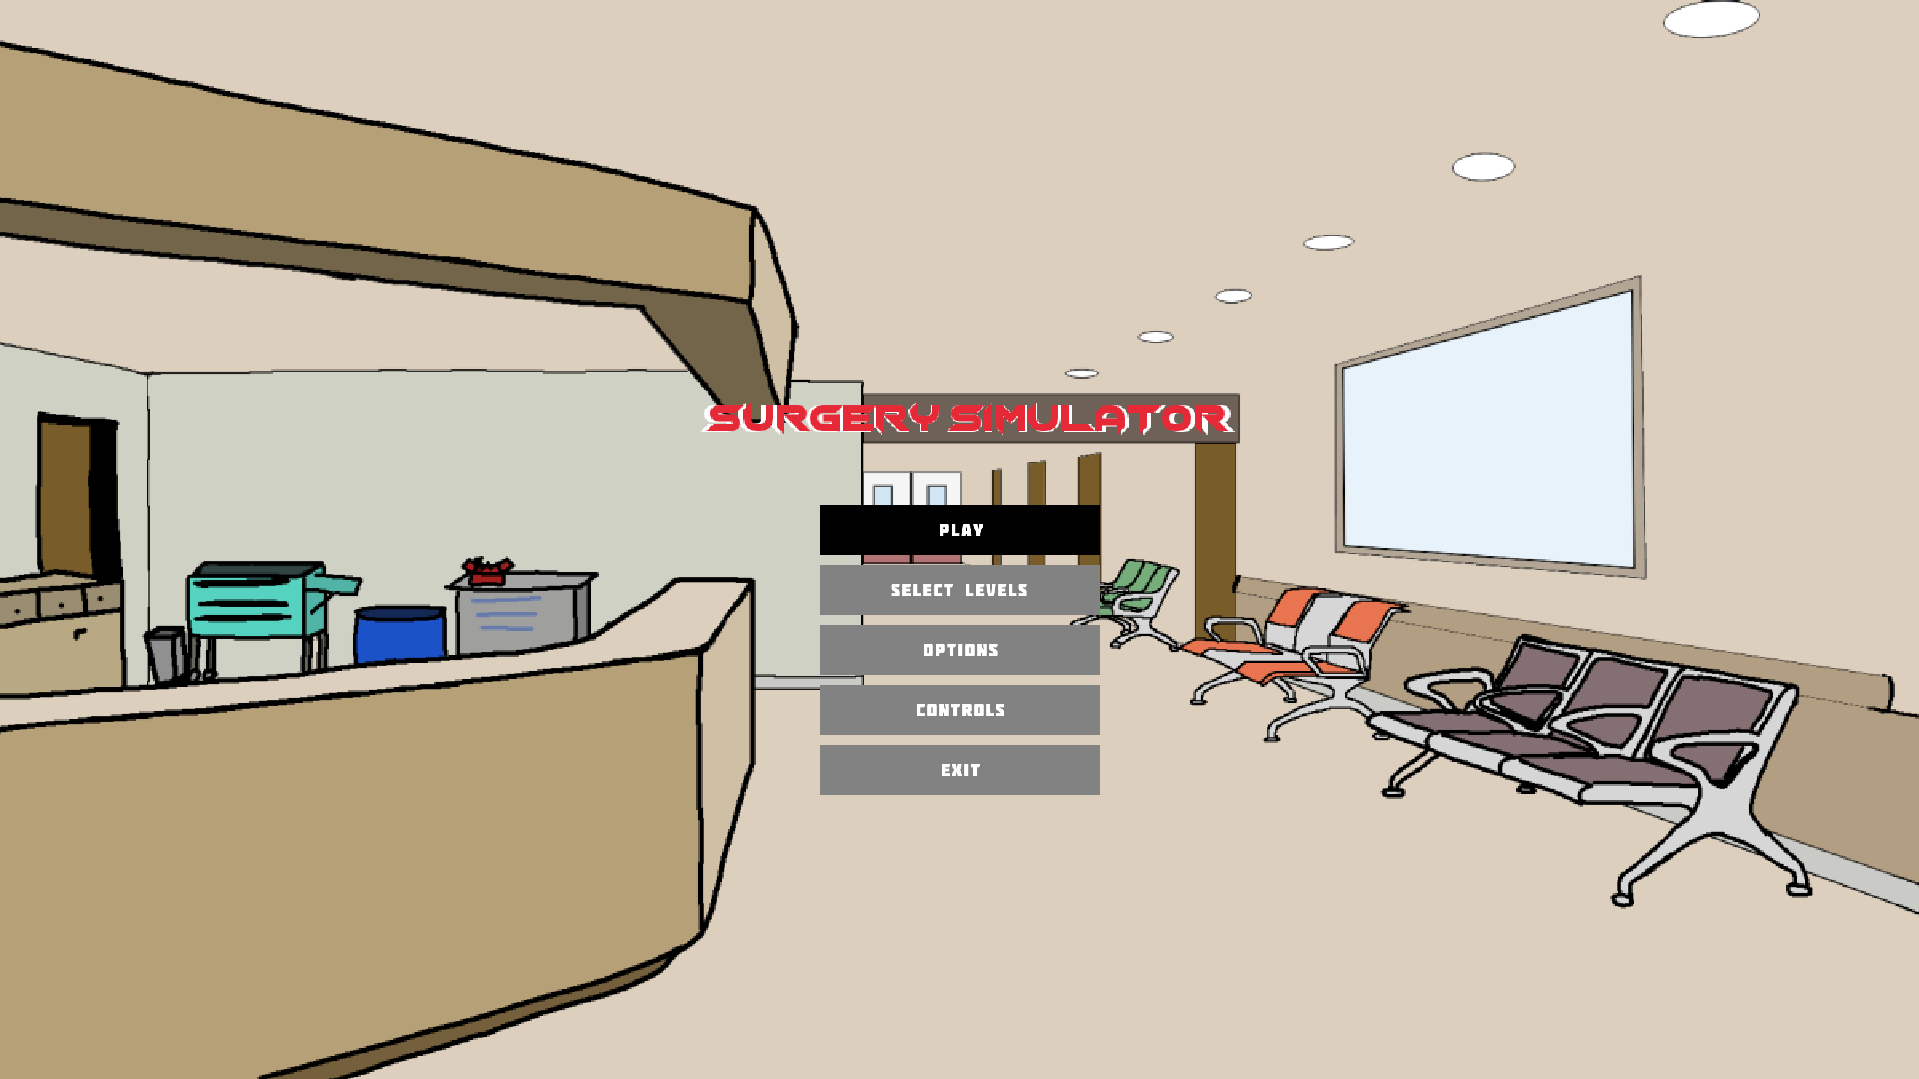 SURGERY SIMULATOR
PLAY
SELECT LEVELS
OPTIONS
CONTROLS
EXIT